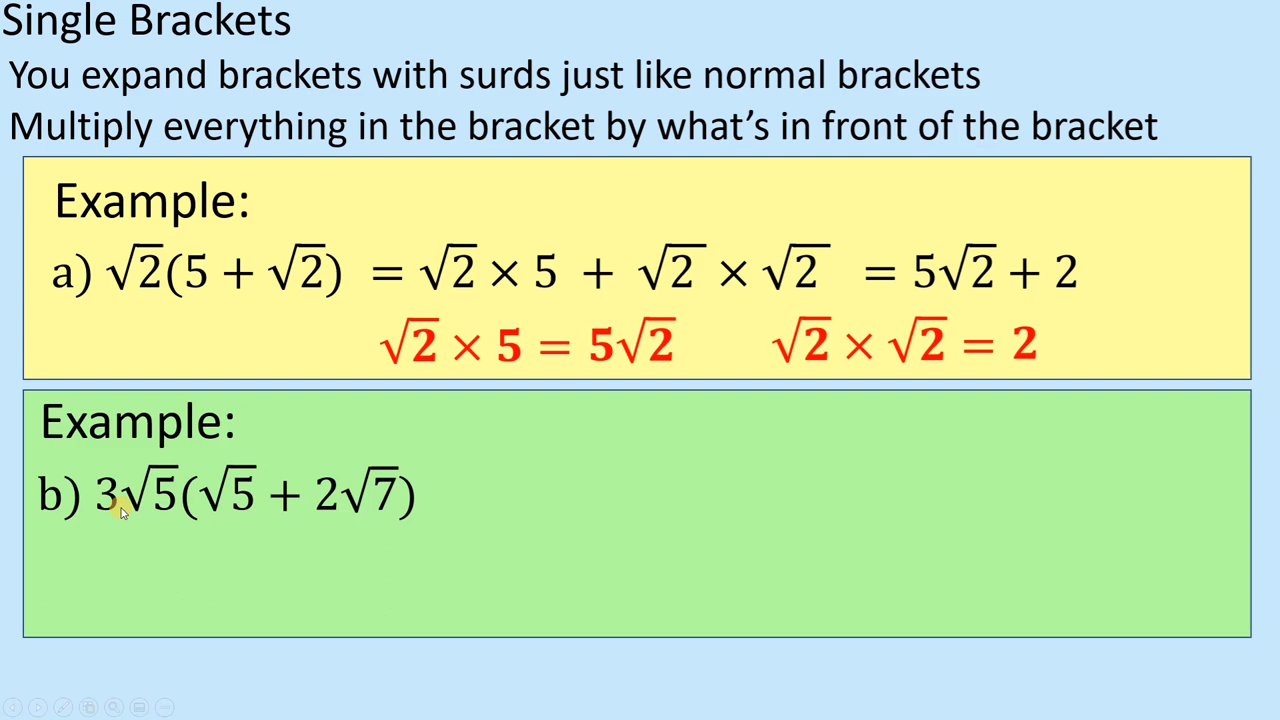 Single Brackets
You expand brackets with surds just like normal brackets
Multiply everything in the bracket by what’s in front of the bracket
Example:
a) √2(5 + √2) = √2 × 5 + √2 × √2 = 5√2 + 2
√2 × 5 = 5√2 √2 × √2 = 2
Example:
b) 3√5(√5 + 2√7)